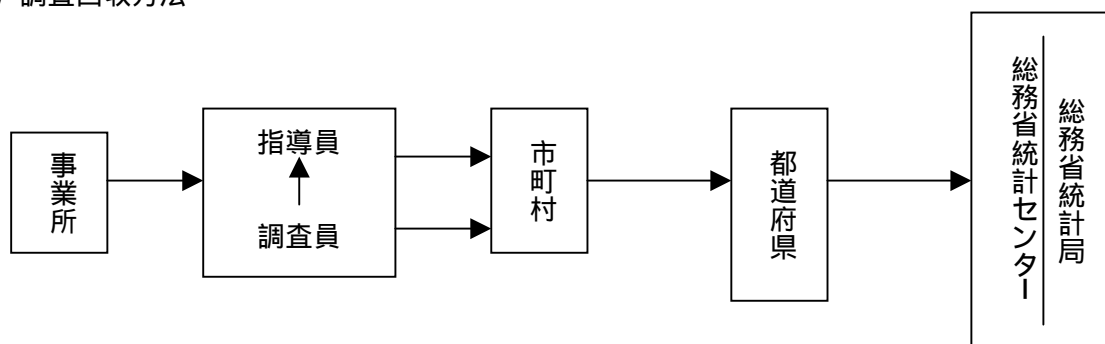 調査回収方法
事業所
指導員
調査員
市町村
都道府県
総務省統計局
総務省統計センター